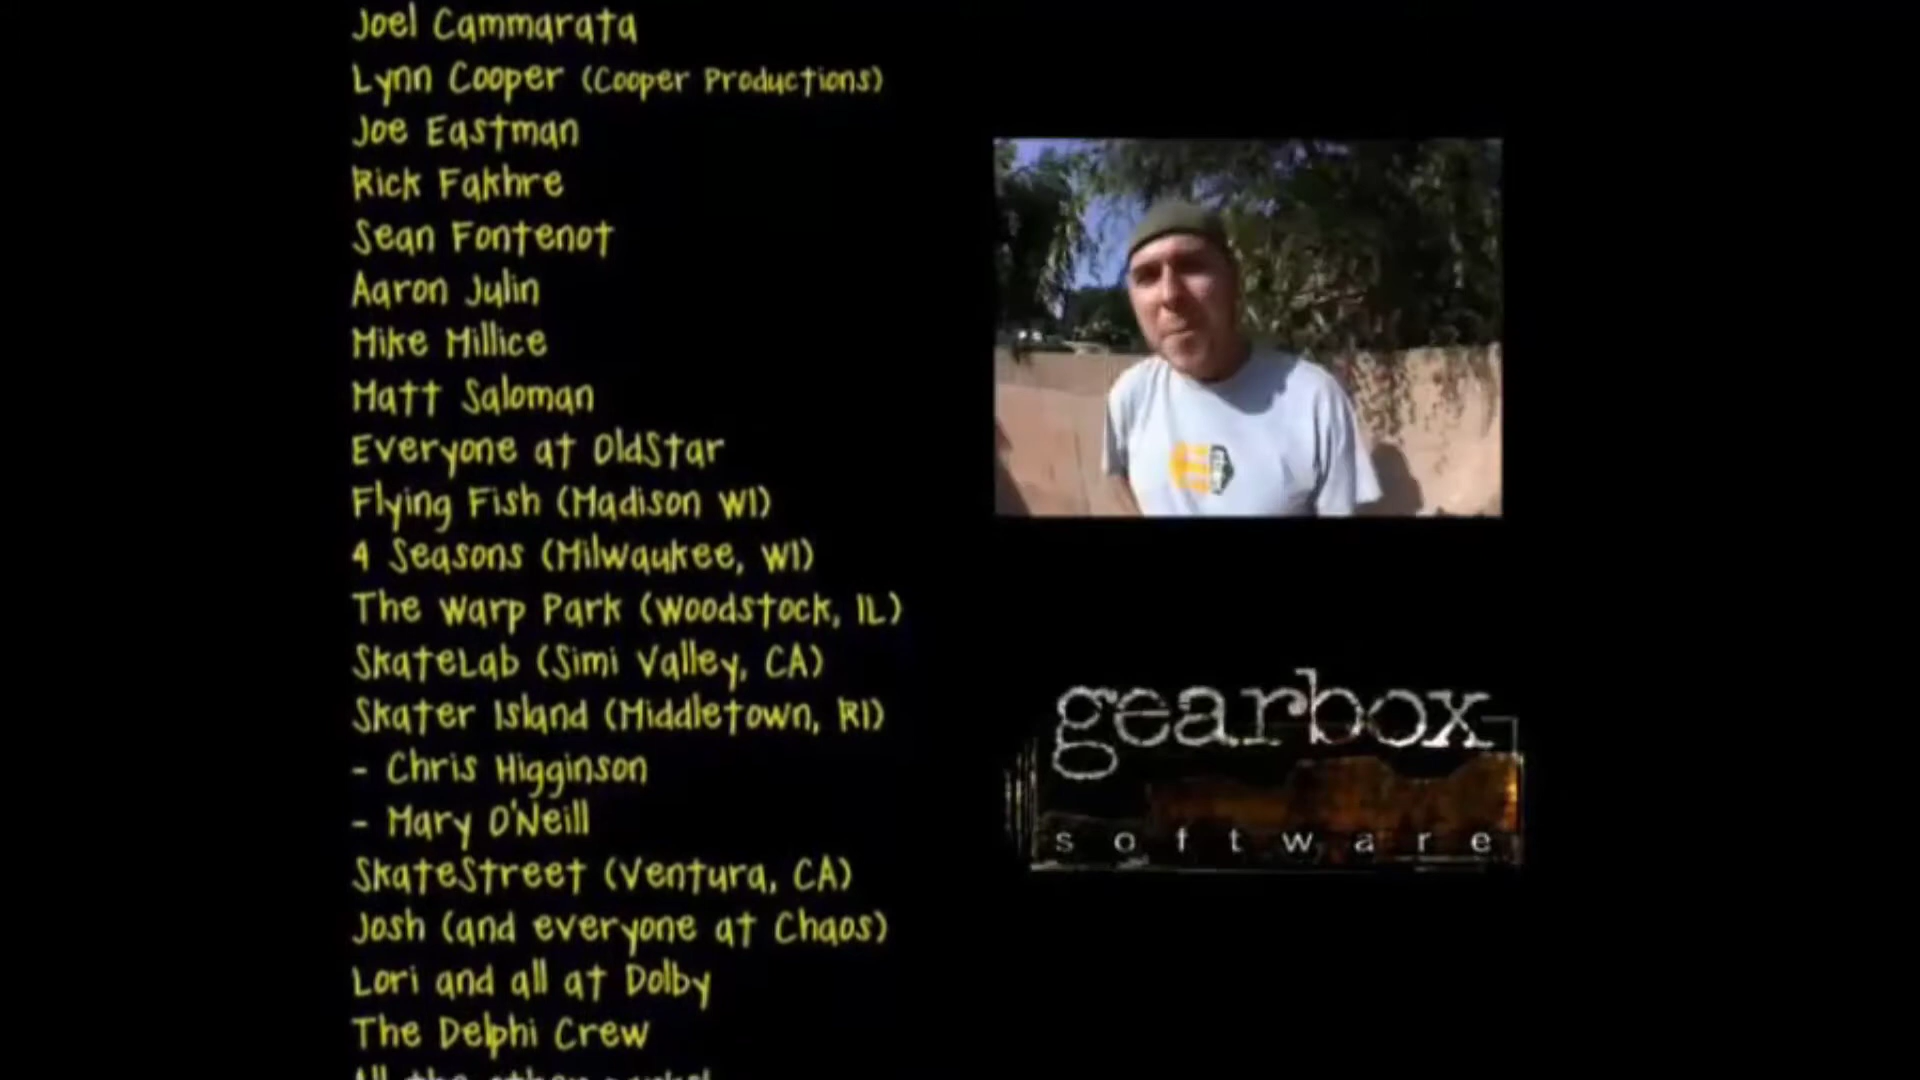 Joel Cammarata
Lynn Cooper (Cooper Productions)
Joe Eastman
Rick Fakhre
Sean Fontenot
Aaron Julin
Mike Millice
Matt Saloman
Everyone at OldStar
Flying Fish (Madison WI)
4 Seasons (Milwaukee, WI)
The Warp Park (Woodstock, IL)
SkateLab (Simi Valley, CA)
Skater Island (Middletown, RI)
- Chris Higginson
- Mary O'Neill
SkateStreet (Ventura, CA)
Josh (and everyone at Chaos)
Lori and all at Dolby
The Delphi Crew
gearbox
software